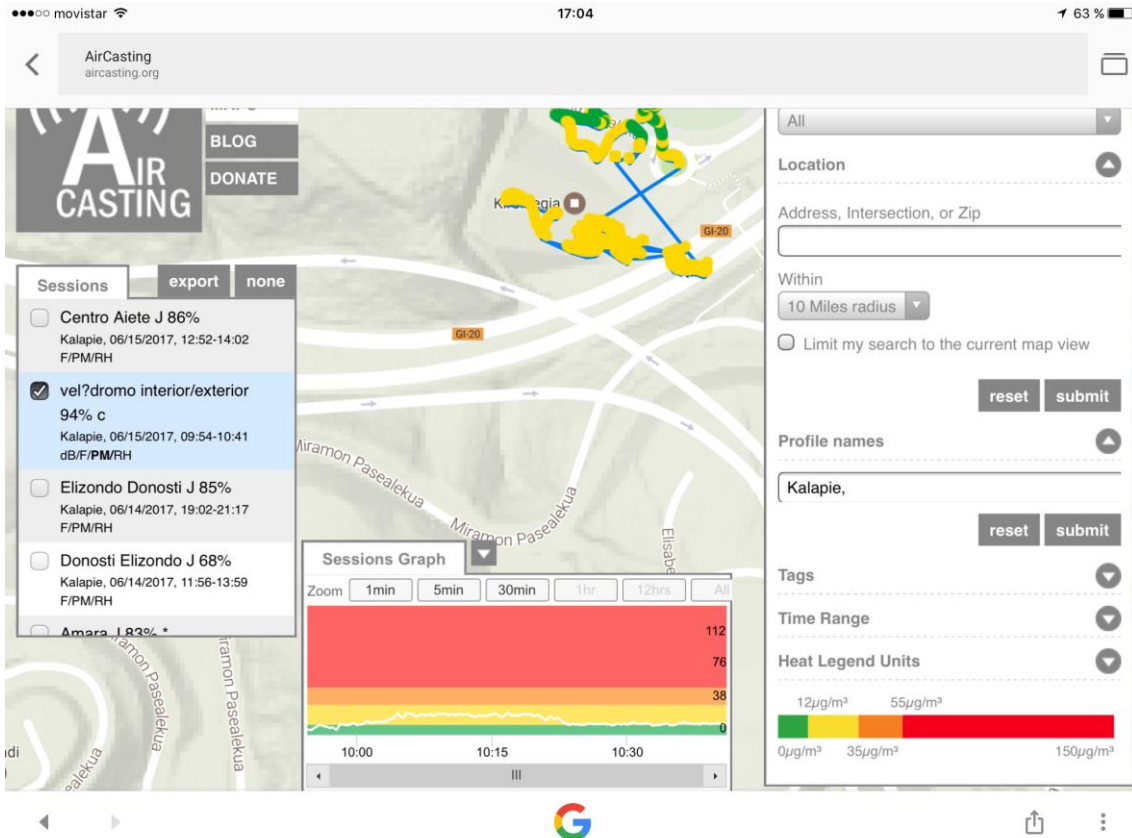 movistar
17:04
63 %
AirCasting
aircasting.org
AIR
CASTING
BLOG
DONATE
Sessions
export
none
Centro Aiete J 86%
Kalapie, 06/15/2017, 12:52-14:02
F/PM/RH
vel?dromo interior/exterior
94% c
Kalapie, 06/15/2017, 09:54-10:41
dB/F/PM/RH
Elizondo Donosti J 85%
Kalapie, 06/14/2017, 19:02-21:17
F/PM/RH
Donosti Elizondo J 68%
Kalapie, 06/14/2017, 11:56-13:59
F/PM/RH
Amara J 83% *
GI-20
GI-20
Miramon Pasealekua
Miramon Pasealekua
Miramon Pasealekua
Miramon Pasealekua
Pasealekua
Sessions Graph
Zoom
1min
5min
30min
1hr
12hrs
All
112
76
38
0
10:00
10:15
10:30
All
Location
Address, Intersection, or Zip
Within
10 Miles radius
Limit my search to the current map view
reset
submit
Profile names
Kalapie,
reset
submit
Tags
Time Range
Heat Legend Units
12µg/m³
55µg/m³
0µg/m³
35µg/m³
150µg/m³
G